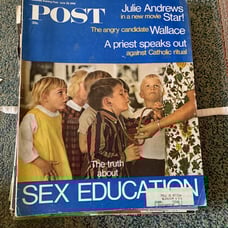 POST
Julie Andrews
in a new movie Star!
The angry candidate Wallace
A priest speaks out
against Catholic ritual
The truth
about
SEX EDUCATION